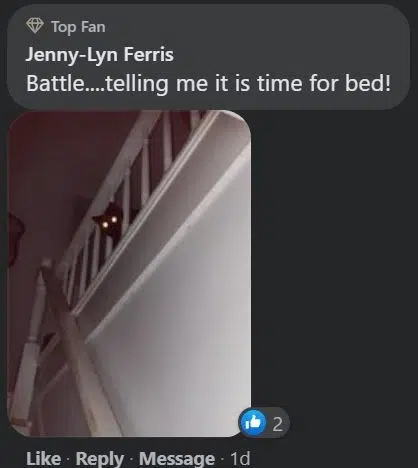 Top Fan
Jenny-Lyn Ferris
Battle....telling me it is time for bed!
2
Like · Reply · Message · 1d